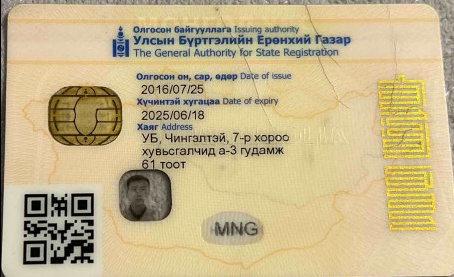 Олгосон байгууллага Issuing authority
Улсын Бүртгэлийн Ерөнхий Газар
The General Authority for State Registration
Олгосон он, сар, өдөр Date of issue
2016/07/25
Хүчинтэй хугацаа Date of expiry
2025/06/18
Хаяг Address
УБ, Чингэлтэй, 7-р хороо
хувьсгалчид а-3 гудамж
61 тоот
MNG